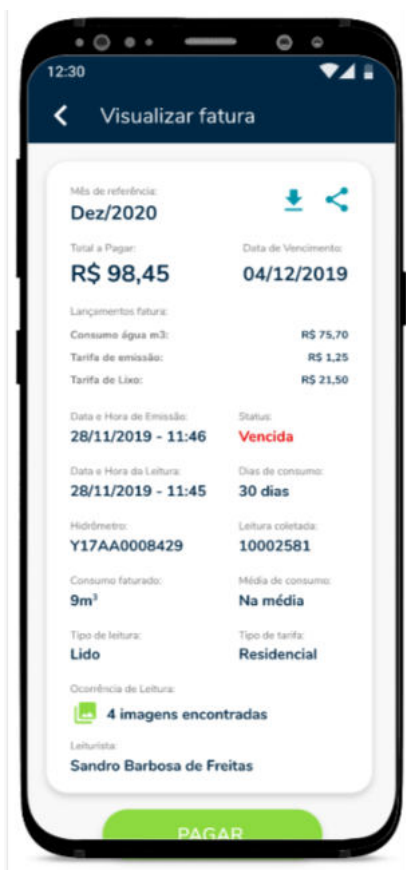 12:30
Visualizar fatura
Mês de referência:
Dez/2020
Total a Pagar: Data de Vencimento:
R$ 98,45 04/12/2019
Lançamentos fatura:
Consumo água m3: R$ 75,70
Tarifa de emissão: R$ 1,25
Tarifa de Lixo: R$ 21,50
Data e Hora de Emissão: Status:
28/11/2019 - 11:46 Vencida
Data e Hora da Leitura: Dias de consumo:
28/11/2019 - 11:45 30 dias
Hidrômetro: Leitura coletada:
Y17AA0008429 10002581
Consumo faturado: Média de consumo:
9m³ Na média
Tipo de leitura: Tipo de tarifa:
Lido Residencial
Ocorrência de Leitura:
4 imagens encontradas
Leiturista:
Sandro Barbosa de Freitas
PAGAR